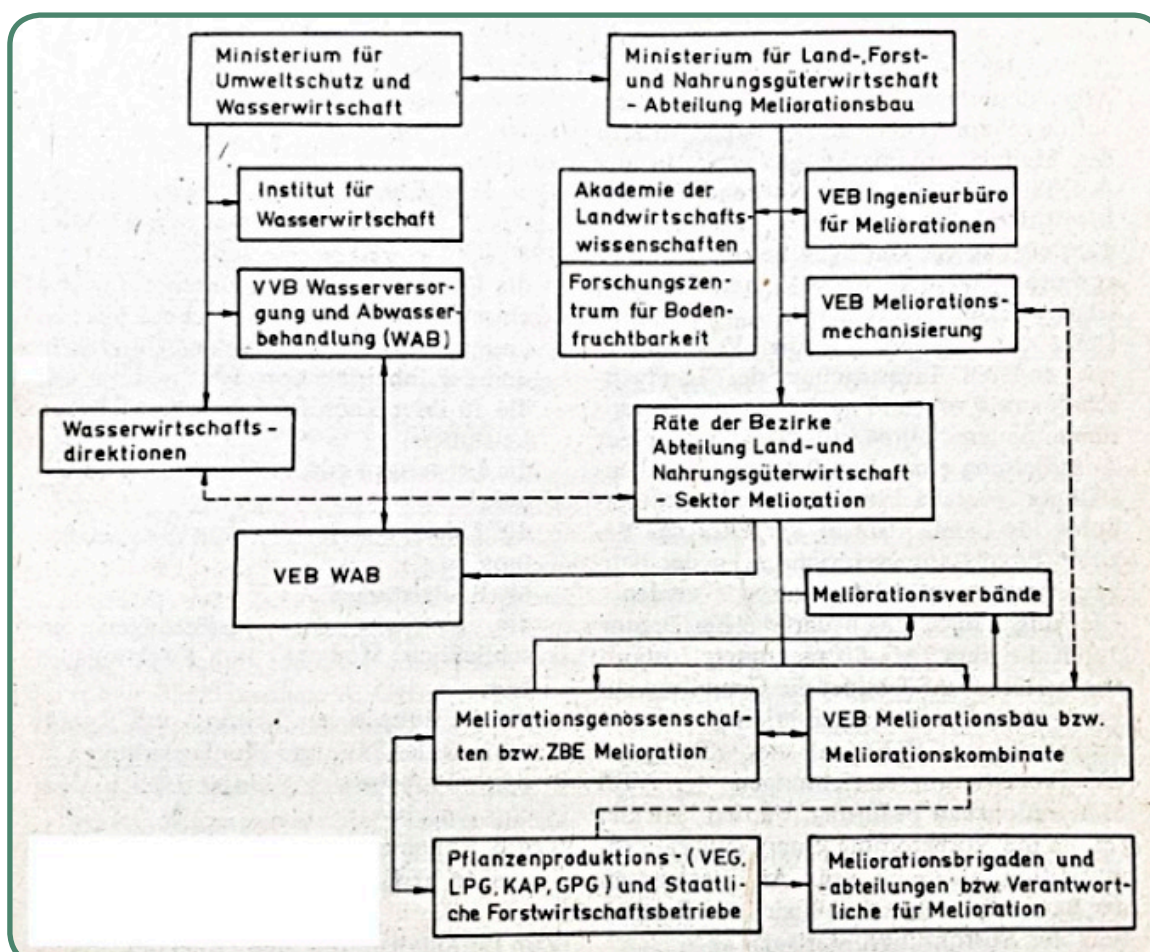 Ministerium für
Umweltschutz und
Wasserwirtschaft
Ministerium für Land-, Forst-
und Nahrungsgüterwirtschaft
- Abteilung Meliorationsbau
Institut für
Wasserwirtschaft
Akademie der
Landwirtschafts-
wissenschaften
VEB Ingenieurbüro
für Meliorationen
VVB Wasserversor-
gung und Abwasser-
behandlung (WAB)
Forschungszen-
trum für Boden-
fruchtbarkeit
VEB Meliorations-
mechanisierung
Wasserwirtschafts-
direktionen
Räte der Bezirke
Abteilung Land- und
Nahrungsgüterwirtschaft
- Sektor Melioration
VEB WAB
Meliorationsverbände
Meliorationsgenossenschaf-
ten bzw. ZBE Melioration
VEB Meliorationsbau bzw.
Meliorationskombinate
Pflanzenproduktions-(VEG,
LPG, KAP, GPG) und Staatli-
che Forstwirtschaftsbetriebe
Meliorationsbrigaden und
-abteilungen bzw. Verantwort-
liche für Melioration